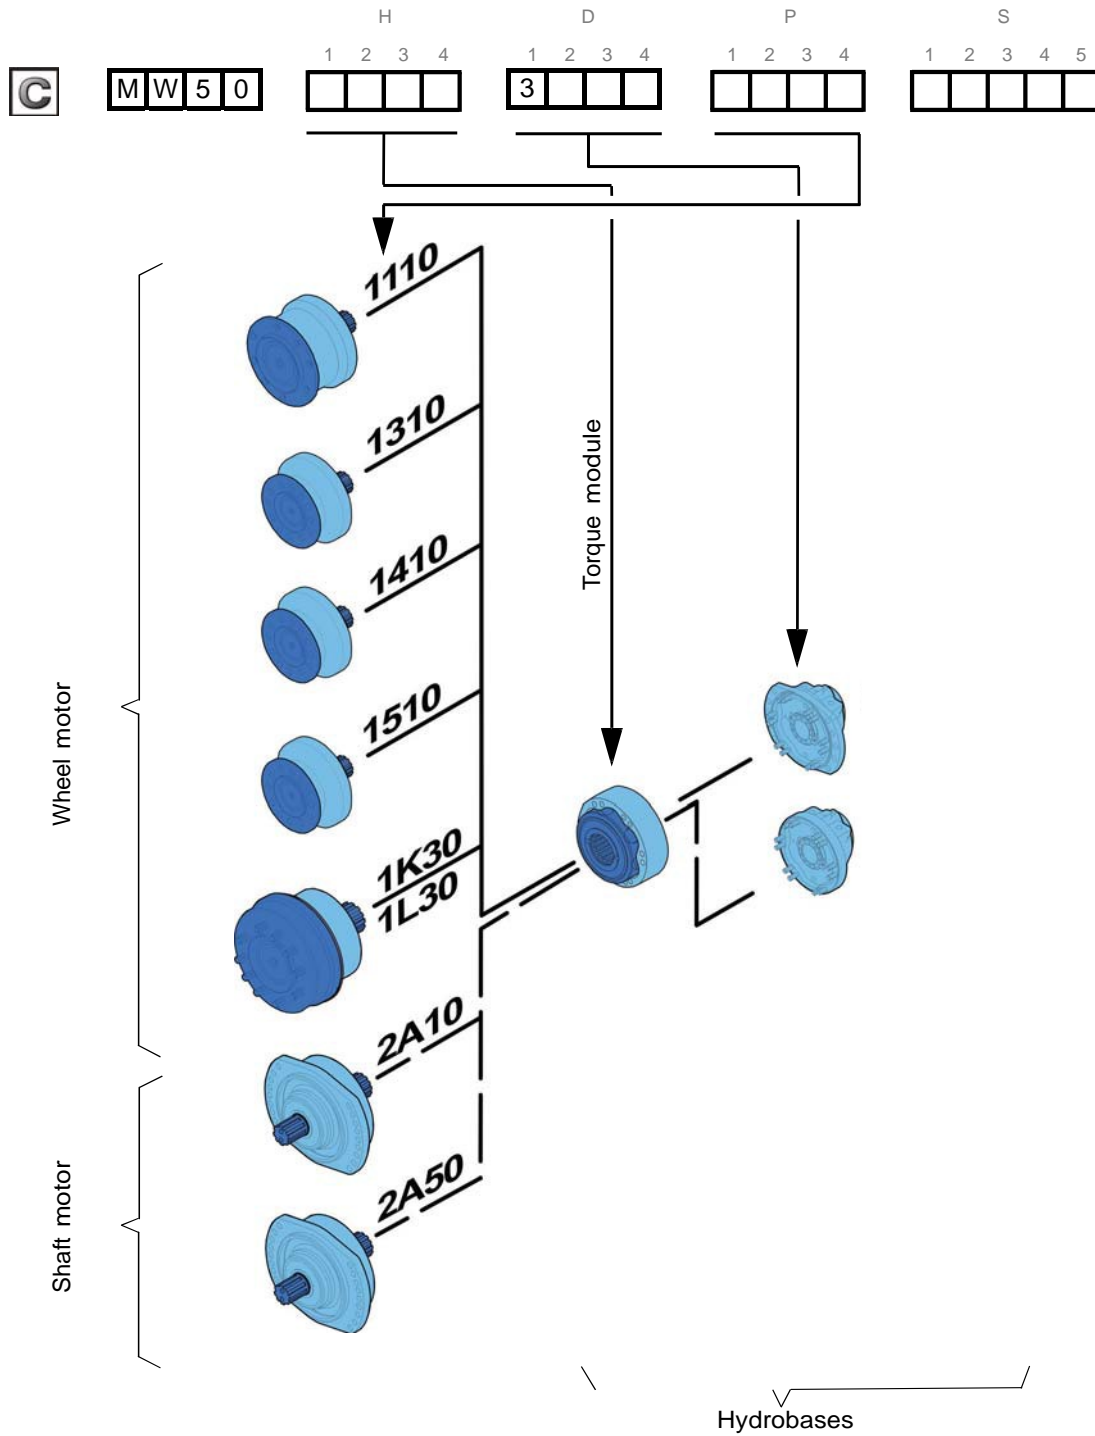 H D P S
1 2 3 4 1 2 3 4 1 2 3 4 1 2 3 4 5
C M W 5 0 3
1110
1310
Torque module
1410
1510
Wheel motor
1K30
1L30
2A10
2A50
Shaft motor
Hydrobases